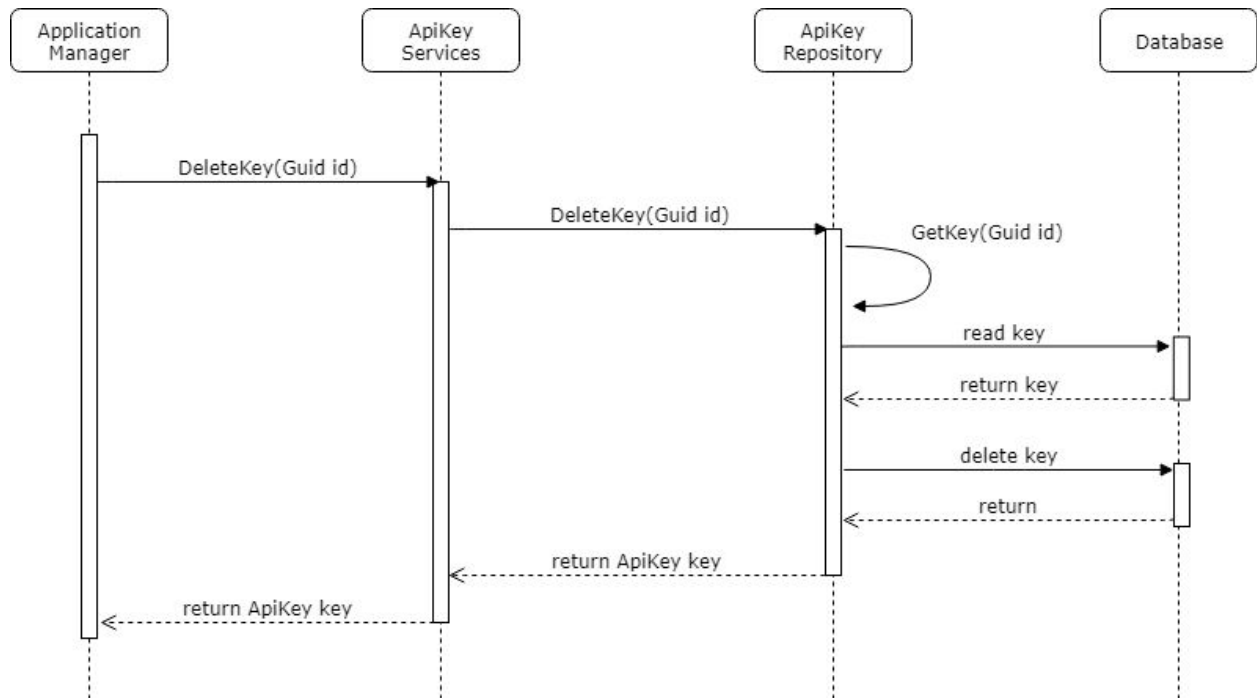 Application
Manager
ApiKey
Services
ApiKey
Repository
Database
DeleteKey(Guid id)
DeleteKey(Guid id)
GetKey(Guid id)
read key
return key
delete key
return
return ApiKey key
return ApiKey key